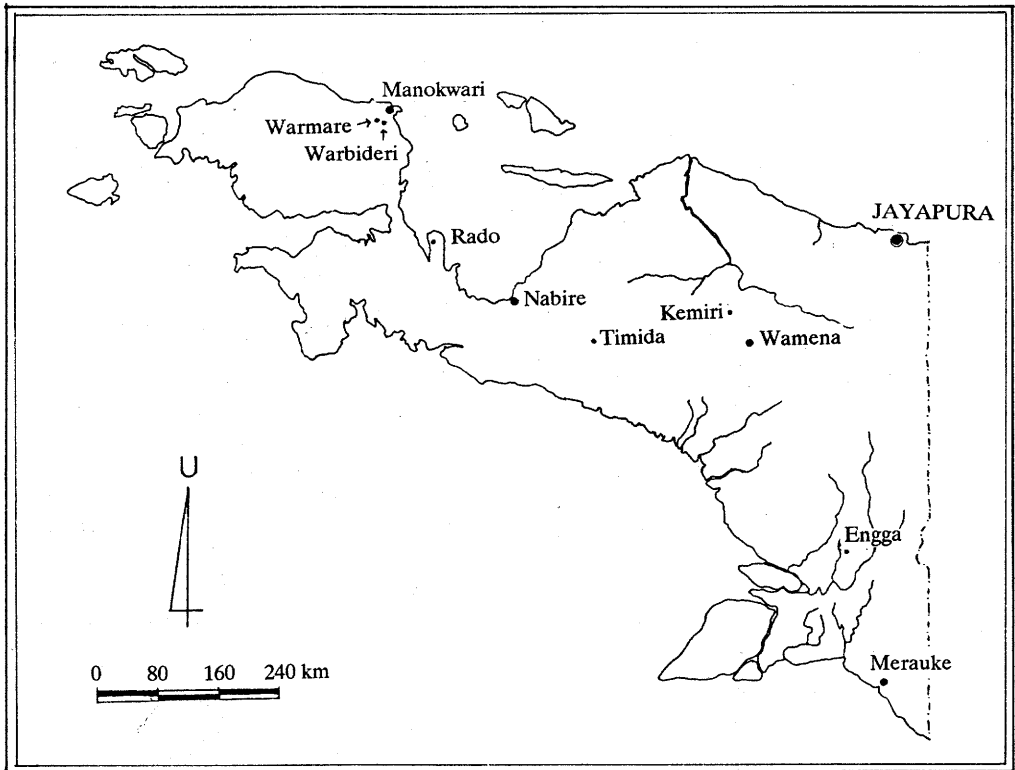 Manokwari
Warmare
Warbideri
JAYAPURA
Rado
Nabire
Kemiri
Timida
Wamena
U
Engga
Merauke
0 80 160 240 km